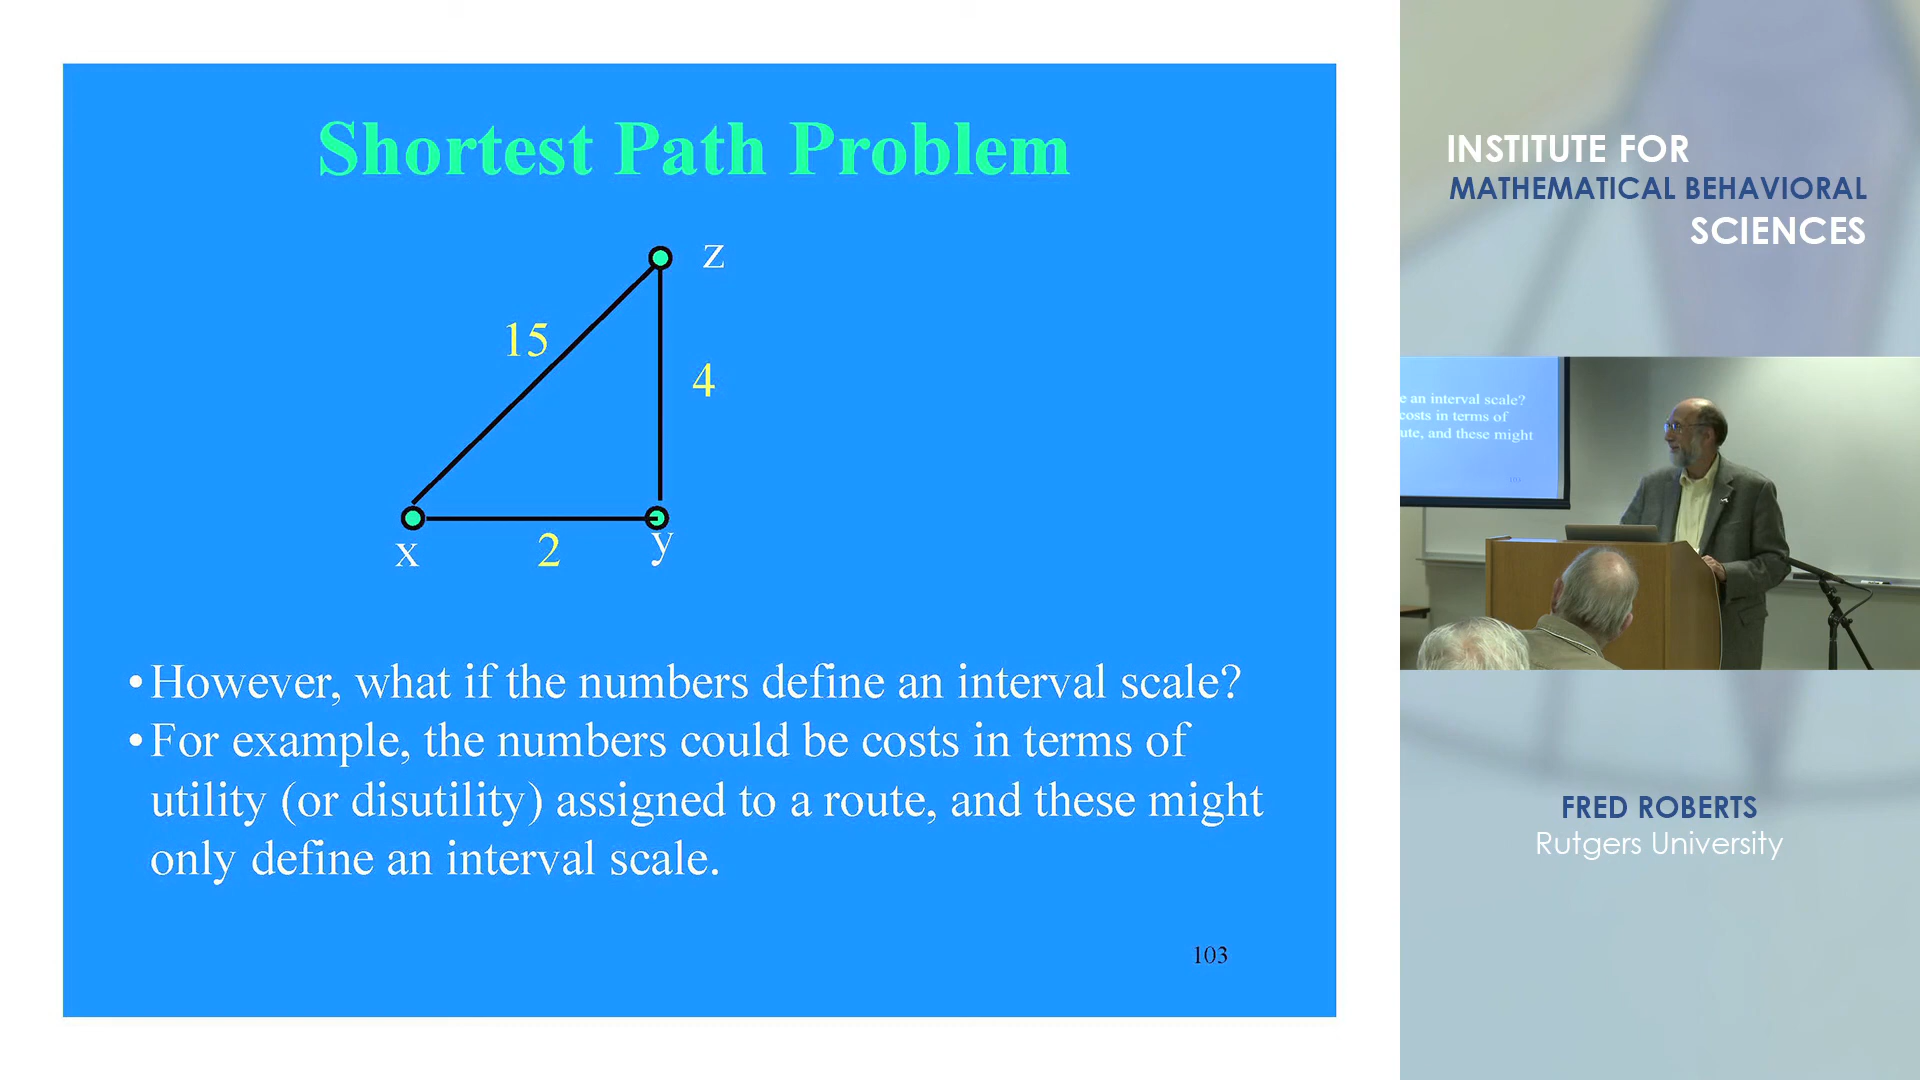 Shortest Path Problem
z
15
4
x
2
y
•However, what if the numbers define an interval scale?
•For example, the numbers could be costs in terms of
utility (or disutility) assigned to a route, and these might
only define an interval scale.
103
INSTITUTE FOR
MATHEMATICAL BEHAVIORAL
SCIENCES
e an interval scale?
costs in terms of
ute, and these might
FRED ROBERTS
Rutgers University